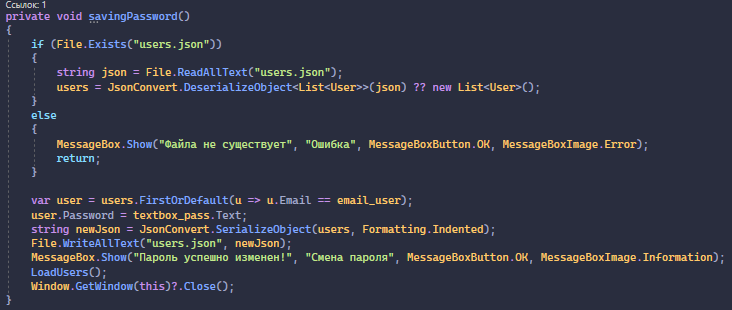 Ссылок: 1
private void savingPassword()
{
if (File.Exists("users.json"))
{
string json = File.ReadAllText("users.json");
users = JsonConvert.DeserializeObject<List<User>>(json) ?? new List<User>();
}
else
{
MessageBox.Show("Файла не существует", "Ошибка", MessageBoxButton.OK, MessageBoxImage.Error);
return;
}
var user = users.FirstOrDefault(u => u.Email == email_user);
user.Password = textbox_pass.Text;
string newJson = JsonConvert.SerializeObject(users, Formatting.Indented);
File.WriteAllText("users.json", newJson);
MessageBox.Show("Пароль успешно изменен!", "Смена пароля", MessageBoxButton.OK, MessageBoxImage.Information);
LoadUsers();
Window.GetWindow(this)?.Close();
}